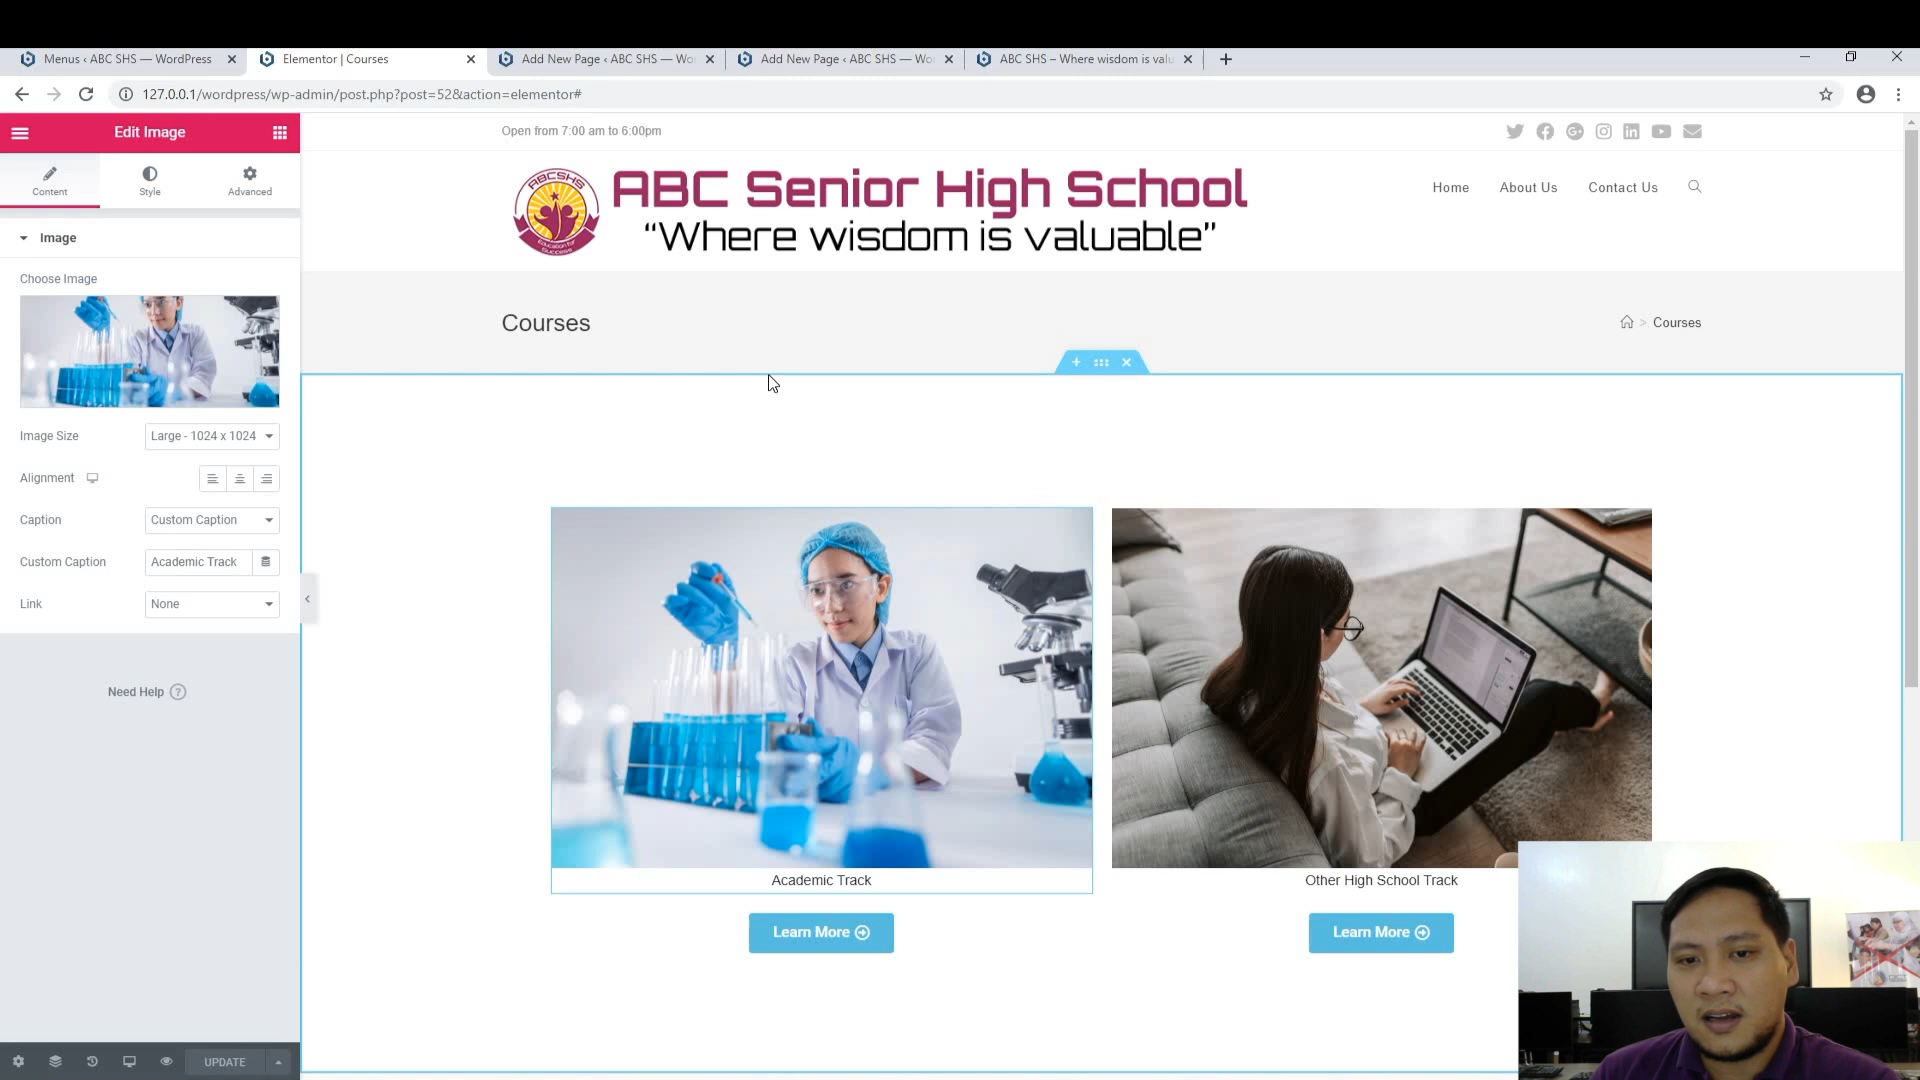 Menus ‹ ABC SHS — WordPress
Elementor | Courses
Add New Page ‹ ABC SHS — Wo
Add New Page ‹ ABC SHS — Wo
ABC SHS – Where wisdom is valu
127.0.0.1/wordpress/wp-admin/post.php?post=52&action=elementor#
Edit Image
Content
Style
Advanced
Image
Choose Image
Image Size
Large - 1024 x 1024
Alignment
Caption
Custom Caption
Custom Caption
Academic Track
Link
None
Need Help ?
UPDATE
Open from 7:00 am to 6:00pm
ABCSHS
Education for
Success
ABC Senior High School
“Where wisdom is valuable”
Home
About Us
Contact Us
Courses
> Courses
Academic Track
Other High School Track
Learn More
Learn More